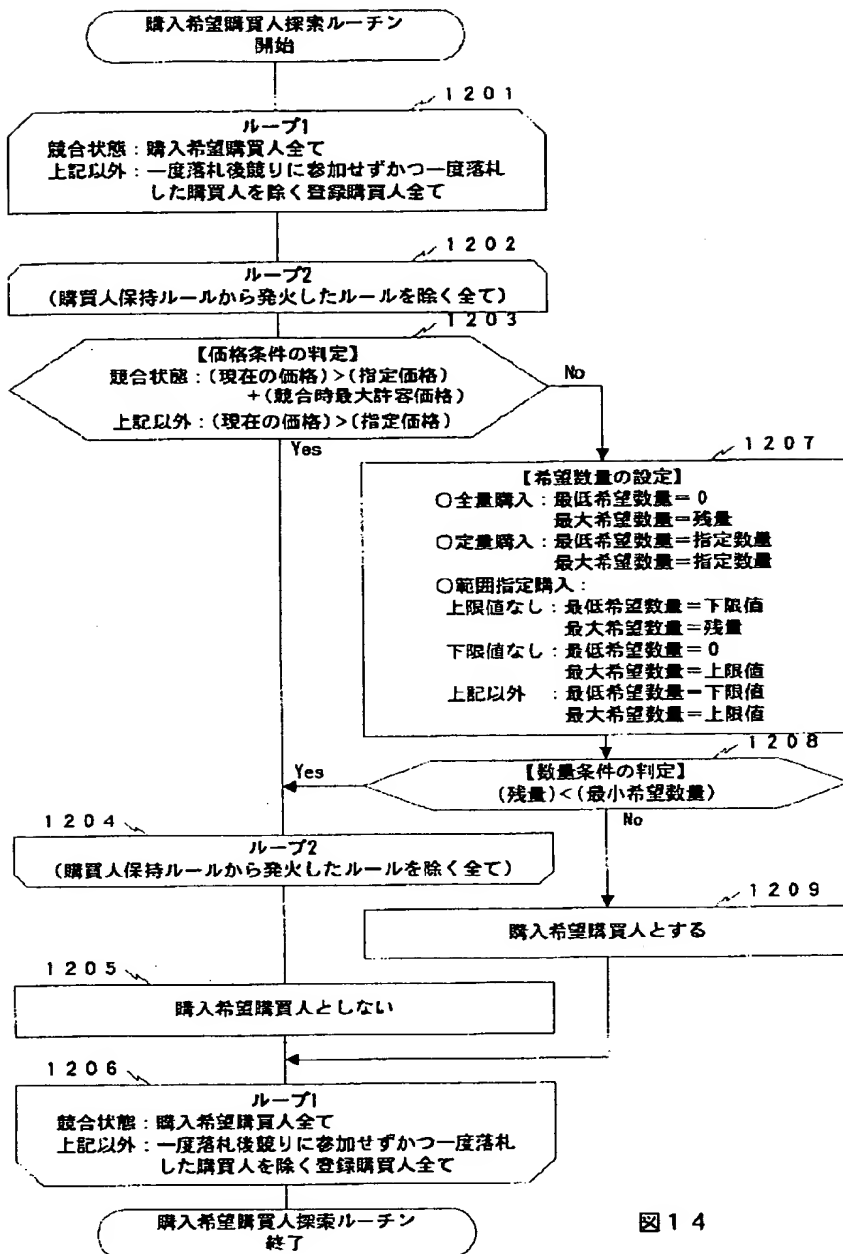 購入希望購買人探索ルーチン
開始
1201
ループ1
競合状態：購入希望購買人全て
上記以外：一度落札後競りに参加せずかつ一度落札
した購買人を除く登録購買人全て
1202
ループ2
（購買人保持ルールから発火したルールを除く全て）
1203
【価格条件の判定】
競合状態：(現在の価格)＞(指定価格)
＋(競合時最大許容価格)
上記以外：(現在の価格)＞(指定価格)
No
Yes
1207
【希望数量の設定】
○全量購入：最低希望数量＝0
最大希望数量＝残量
○定量購入：最低希望数量＝指定数量
最大希望数量＝指定数量
○範囲指定購入：
上限値なし：最低希望数量＝下限値
最大希望数量＝残量
下限値なし：最低希望数量＝0
最大希望数量＝上限値
上記以外　：最低希望数量＝下限値
最大希望数量＝上限値
1208
【数量条件の判定】
(残量)＜(最小希望数量)
Yes
No
1204
ループ2
（購買人保持ルールから発火したルールを除く全て）
1209
購入希望購買人とする
1205
購入希望購買人としない
1206
ループ1
競合状態：購入希望購買人全て
上記以外：一度落札後競りに参加せずかつ一度落札
した購買人を除く登録購買人全て
購入希望購買人探索ルーチン
終了
図14